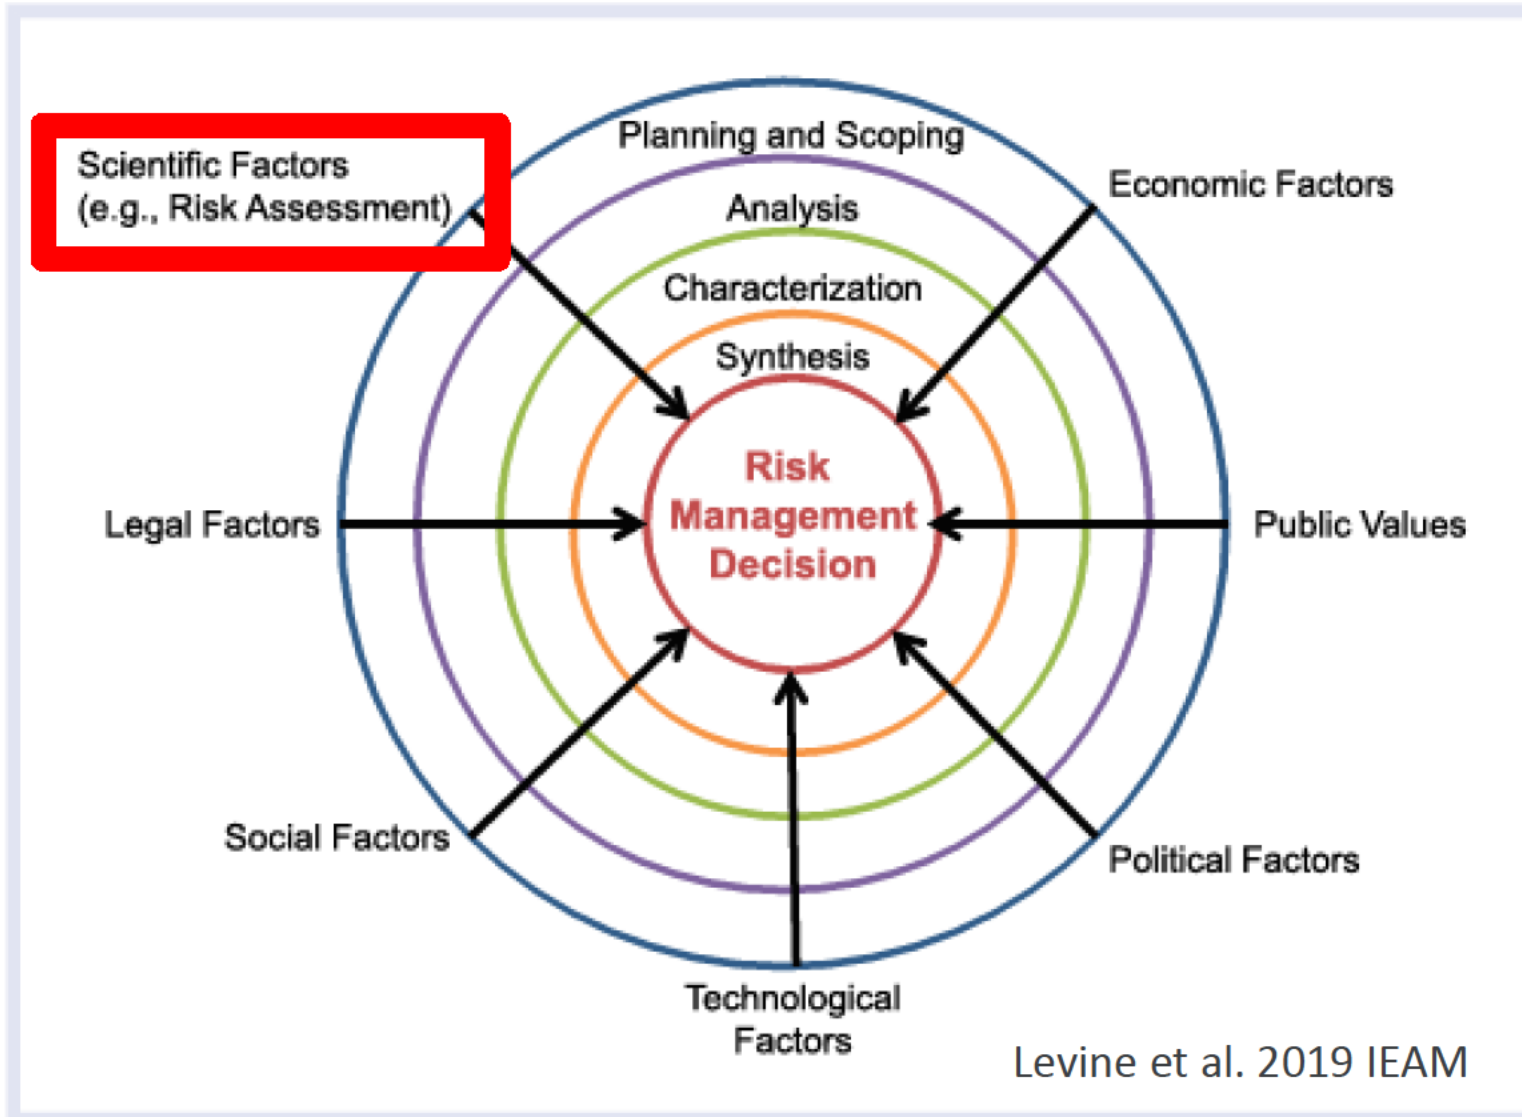 Planning and Scoping
Scientific Factors
(e.g., Risk Assessment)
Economic Factors
Analysis
Characterization
Synthesis
Risk
Management
Decision
Legal Factors
Public Values
Social Factors
Political Factors
Technological
Factors
Levine et al. 2019 IEAM